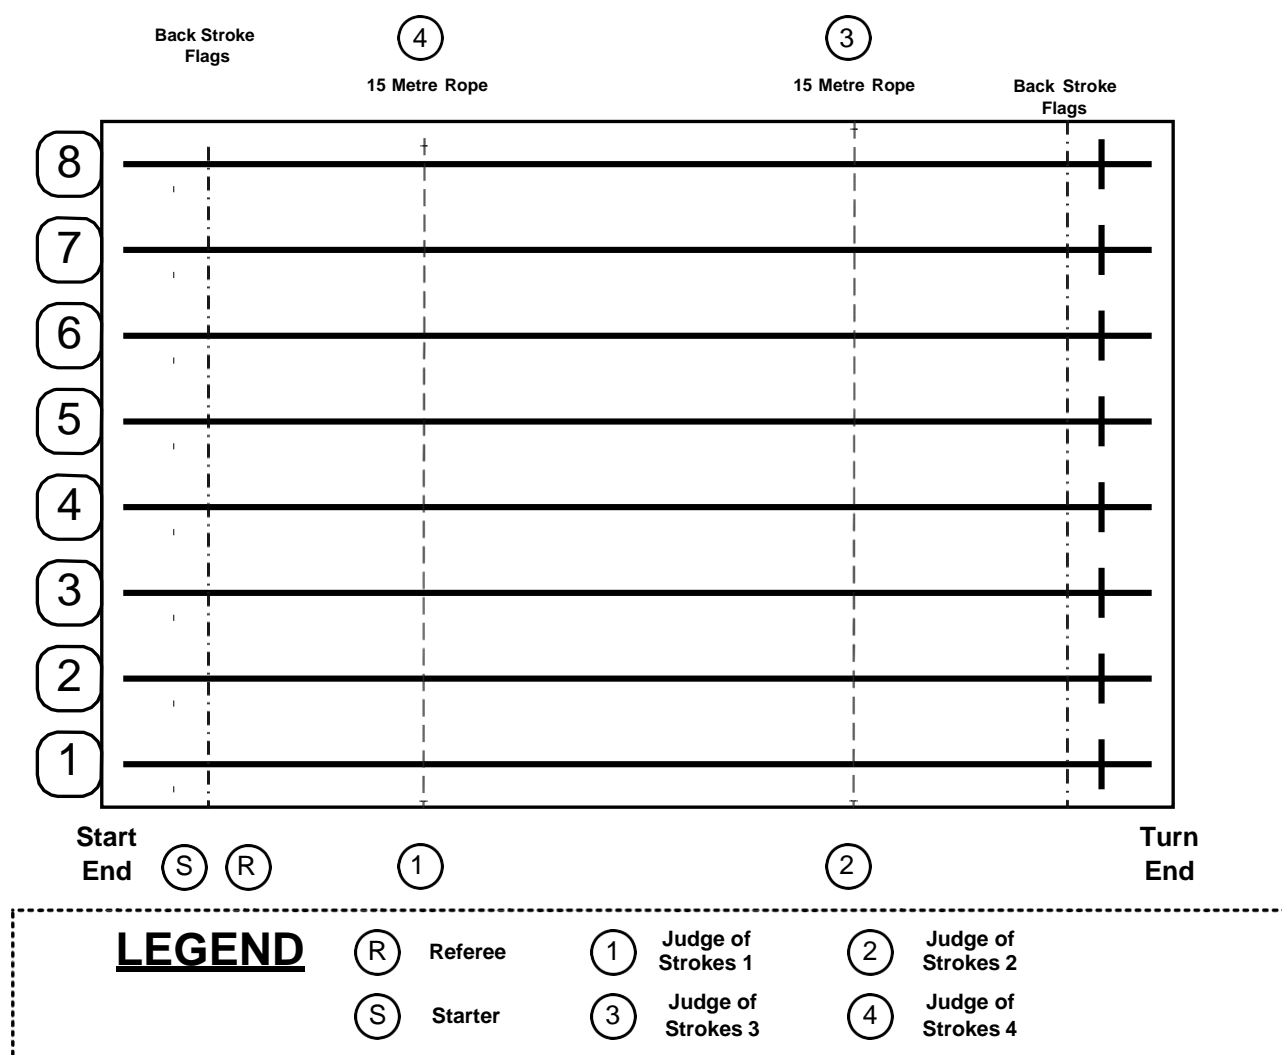 Back Stroke
Flags
4
3
15 Metre Rope
15 Metre Rope
Back Stroke
Flags
8
7
6
5
4
3
2
1
Start
End
S
R
1
2
Turn
End
LEGEND
R
Referee
1
Judge of
Strokes 1
2
Judge of
Strokes 2
S
Starter
3
Judge of
Strokes 3
4
Judge of
Strokes 4